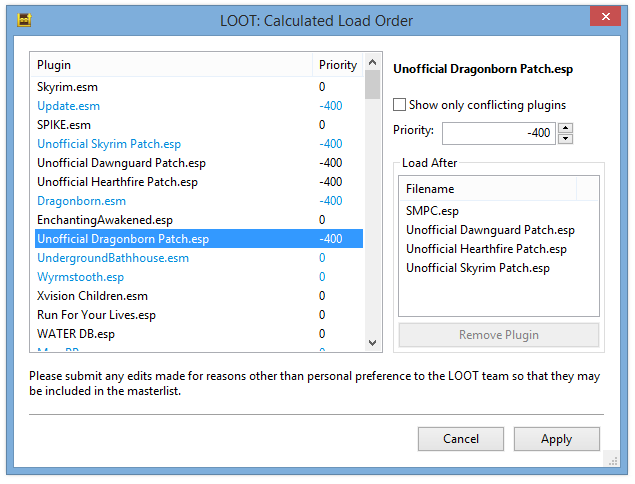 LOOT: Calculated Load Order
Plugin Priority
Skyrim.esm 0
Update.esm -400
SPIKE.esm 0
Unofficial Skyrim Patch.esp -400
Unofficial Dawnguard Patch.esp -400
Unofficial Hearthfire Patch.esp -400
Dragonborn.esm -400
EnchantingAwakened.esp 0
Unofficial Dragonborn Patch.esp -400
UndergroundBathhouse.esm 0
Wyrmstooth.esp 0
Xvision Children.esm 0
Run For Your Lives.esp 0
WATER DB.esp 0
Unofficial Dragonborn Patch.esp
Show only conflicting plugins
Priority: -400
Load After
Filename
SMPC.esp
Unofficial Dawnguard Patch.esp
Unofficial Hearthfire Patch.esp
Unofficial Skyrim Patch.esp
Remove Plugin
Please submit any edits made for reasons other than personal preference to the LOOT team so that they may
be included in the masterlist.
Cancel Apply